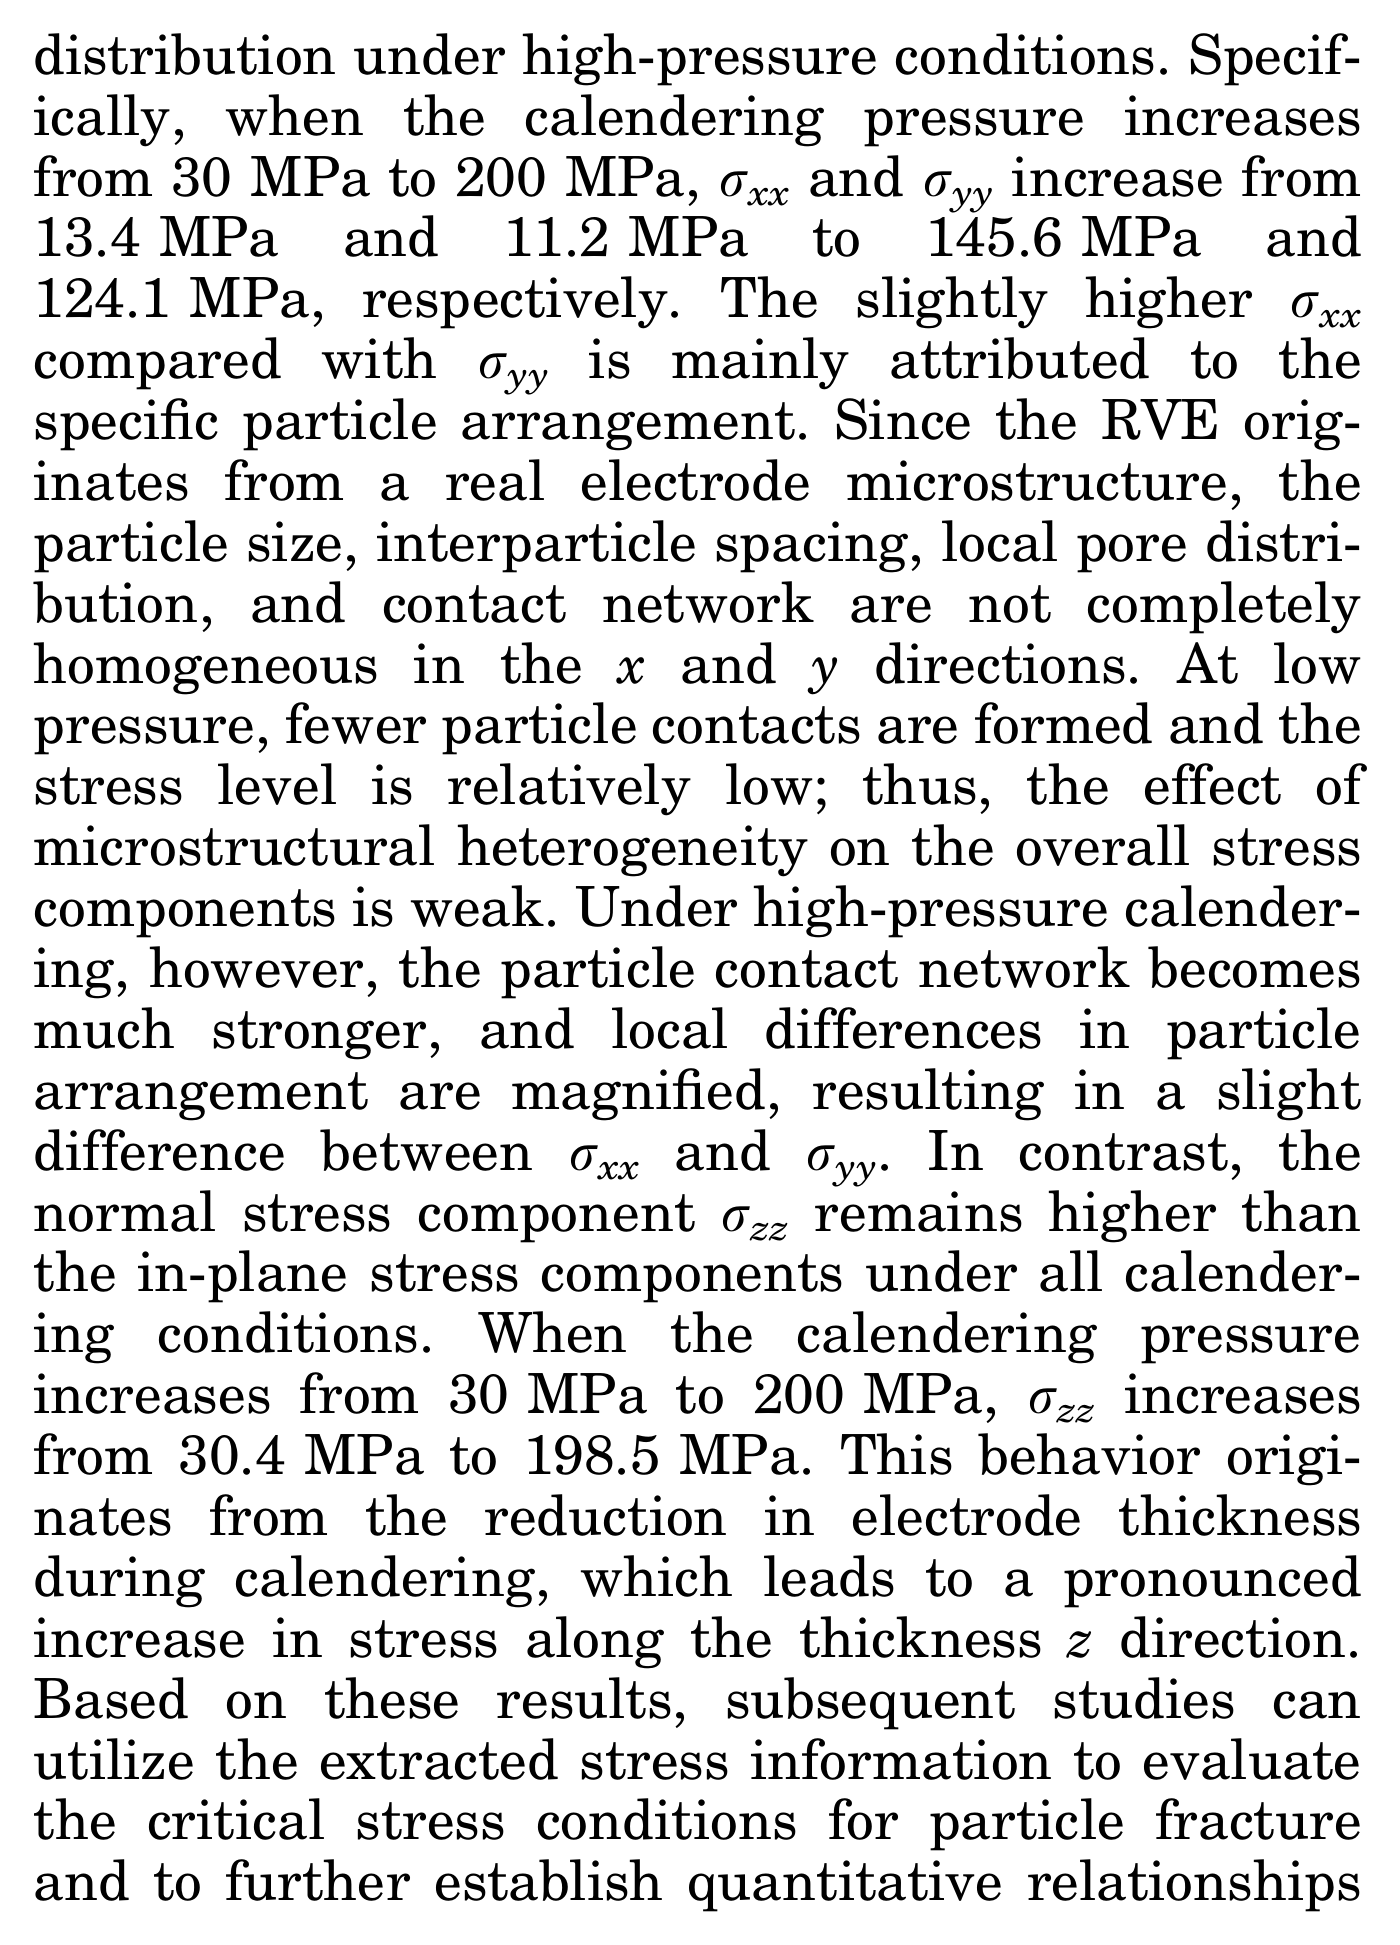 distribution under high-pressure conditions. Specif-
ically, when the calendering pressure increases
from 30 MPa to 200 MPa, σxx and σyy increase from
13.4 MPa and 11.2 MPa to 145.6 MPa and
124.1 MPa, respectively. The slightly higher σxx
compared with σyy is mainly attributed to the
specific particle arrangement. Since the RVE orig-
inates from a real electrode microstructure, the
particle size, interparticle spacing, local pore distri-
bution, and contact network are not completely
homogeneous in the x and y directions. At low
pressure, fewer particle contacts are formed and the
stress level is relatively low; thus, the effect of
microstructural heterogeneity on the overall stress
components is weak. Under high-pressure calender-
ing, however, the particle contact network becomes
much stronger, and local differences in particle
arrangement are magnified, resulting in a slight
difference between σxx and σyy. In contrast, the
normal stress component σzz remains higher than
the in-plane stress components under all calender-
ing conditions. When the calendering pressure
increases from 30 MPa to 200 MPa, σzz increases
from 30.4 MPa to 198.5 MPa. This behavior origi-
nates from the reduction in electrode thickness
during calendering, which leads to a pronounced
increase in stress along the thickness z direction.
Based on these results, subsequent studies can
utilize the extracted stress information to evaluate
the critical stress conditions for particle fracture
and to further establish quantitative relationships